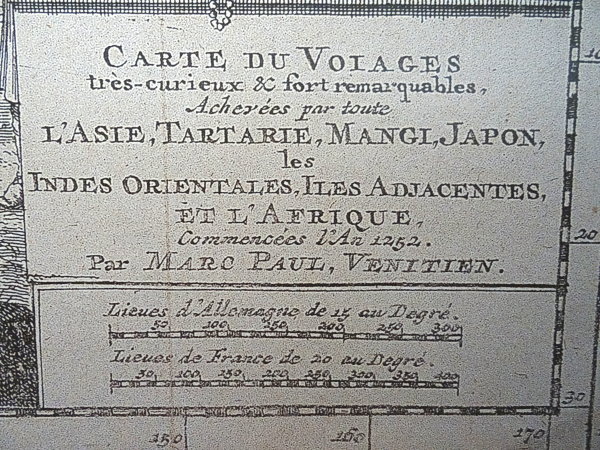 CARTE DU VOIAGES
très-curieux & fort remarquables,
Achevées par toute
L'ASIE, TARTARIE, MANGI, JAPON,
les
INDES ORIENTALES, ILES ADJACENTES,
ET L'AFRIQUE,
Commencées l'An 1252.
Par MARC PAUL, VENITIEN.
Lieues d'Allemagne de 15 au Degré.
50 100 150 200 250 300
Lieues de France de 20 au Degré.
50 100 150 200 250 300 350 400
10
20
30
150 160 170